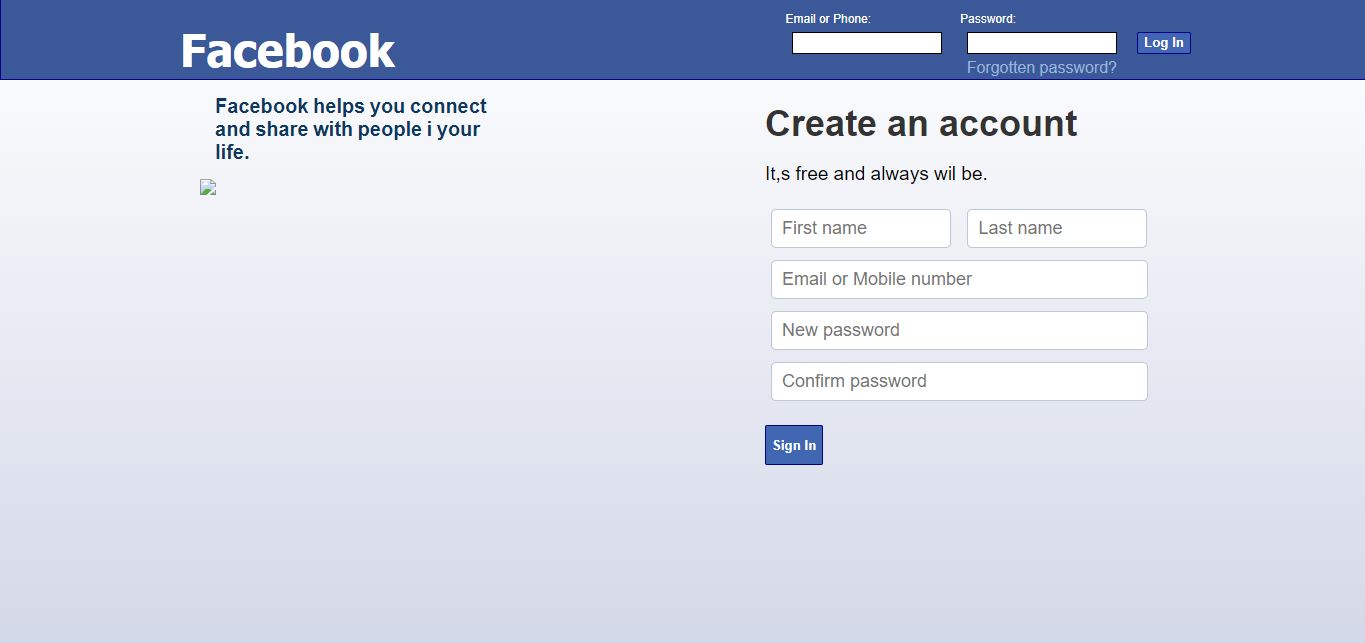 Email or Phone:
Password:
Facebook
Log In
Forgotten password?
Facebook helps you connect
and share with people i your
life.
Create an account
It,s free and always wil be.
First name
Last name
Email or Mobile number
New password
Confirm password
Sign In